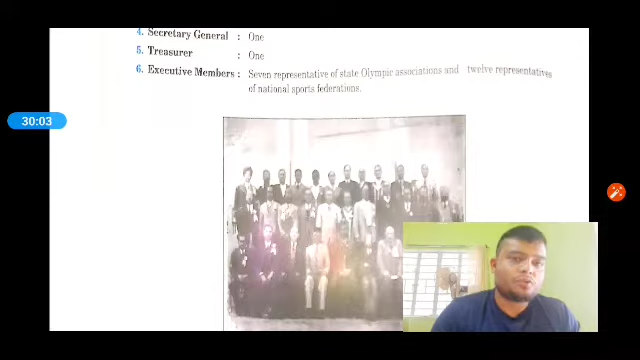 4. Secretary General : One
5. Treasurer : One
6. Executive Members : Seven representative of state Olympic associations and twelve representatives
of national sports federations.
30:03